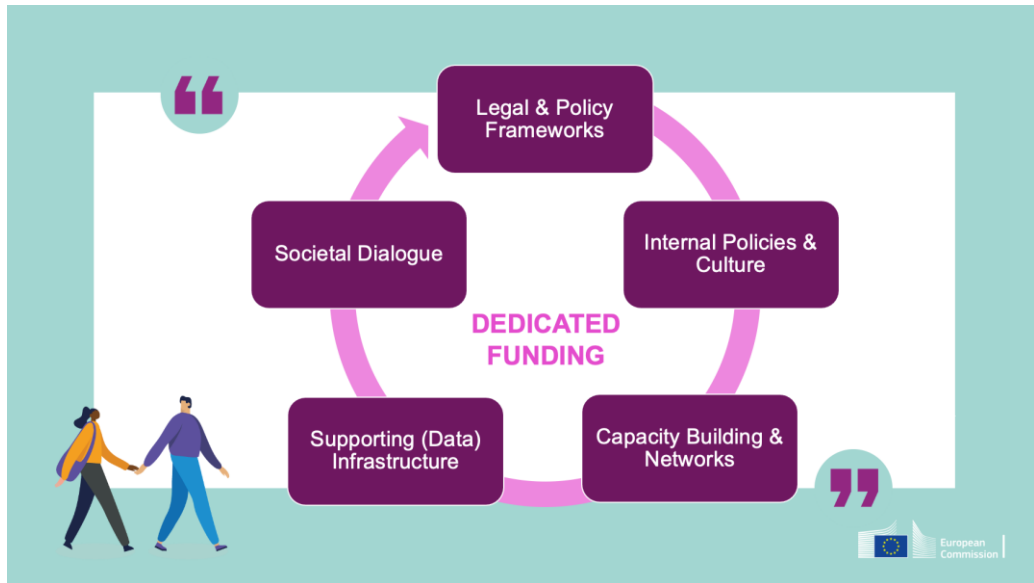 Legal & Policy
Frameworks
Societal Dialogue
Internal Policies &
Culture
DEDICATED
FUNDING
Supporting (Data)
Infrastructure
Capacity Building &
Networks
European
Commission